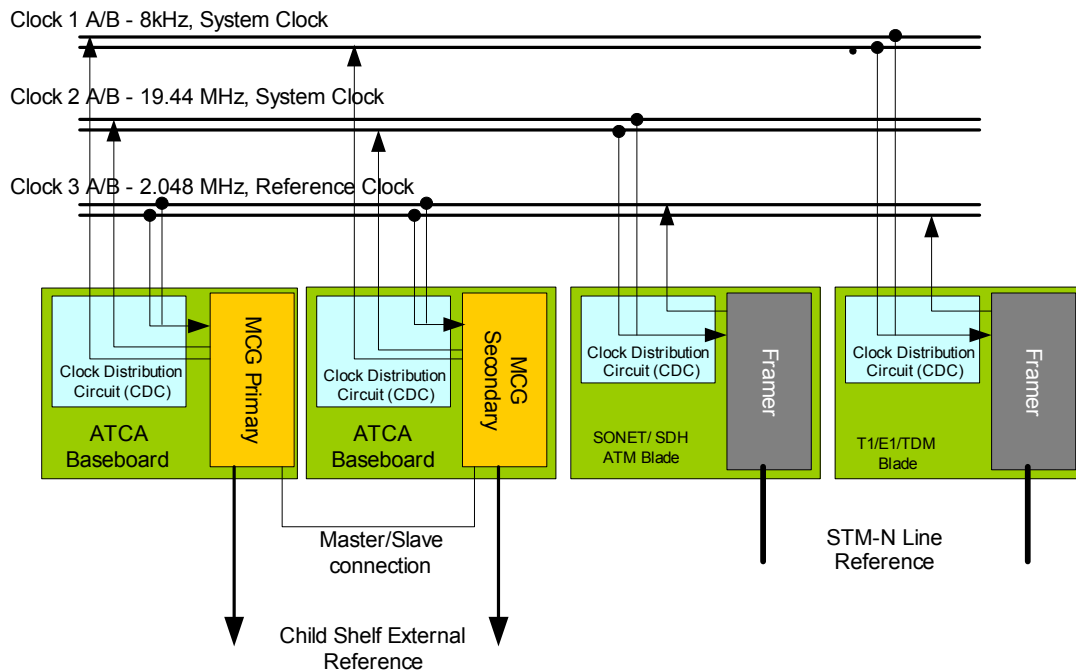 Clock 1 A/B - 8kHz, System Clock
Clock 2 A/B - 19.44 MHz, System Clock
Clock 3 A/B - 2.048 MHz, Reference Clock
Clock Distribution
Circuit (CDC)
MCG Primary
ATCA
Baseboard
Clock Distribution
Circuit (CDC)
MCG
Secondary
ATCA
Baseboard
Clock Distribution
Circuit (CDC)
Framer
SONET/ SDH
ATM Blade
Clock Distribution
Circuit (CDC)
Framer
T1/E1/TDM
Blade
Master/Slave
connection
STM-N Line
Reference
Child Shelf External
Reference